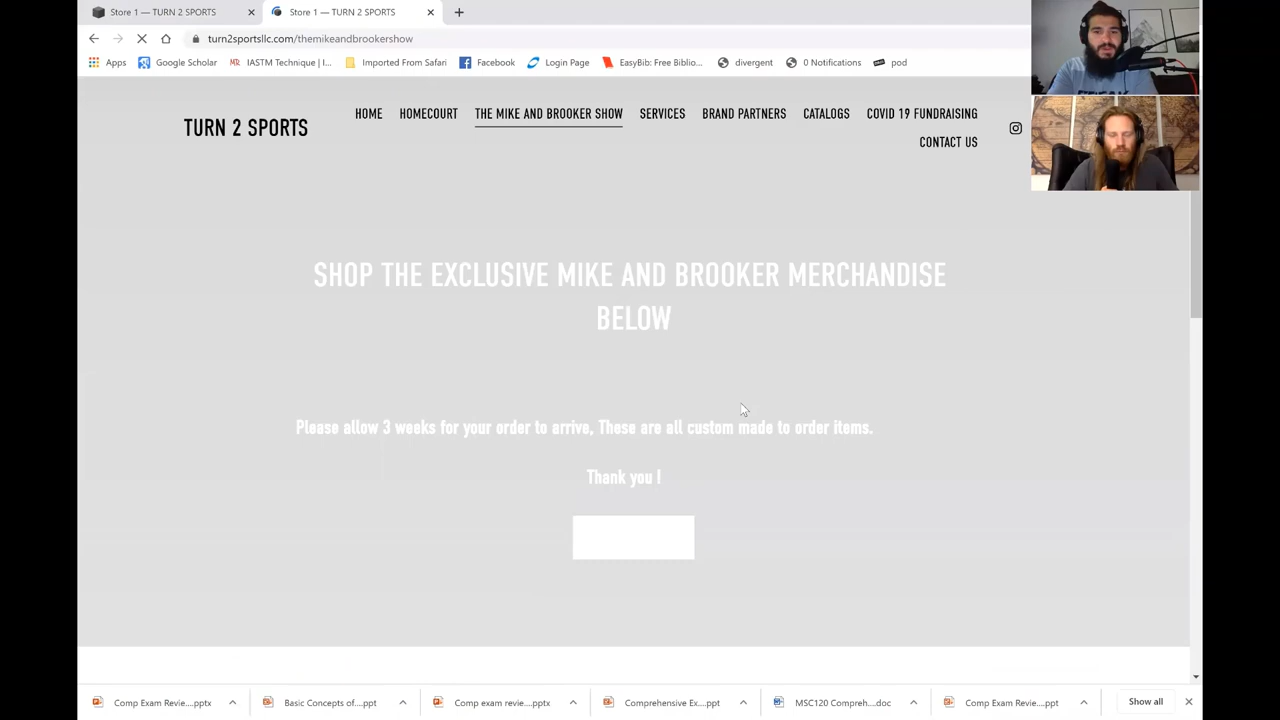 Store 1 — TURN 2 SPORTS
Store 1 — TURN 2 SPORTS
turn2sportsllc.com/themikeandbrookershow
Apps
Google Scholar
IASTM Technique | I...
Imported From Safari
Facebook
Login Page
EasyBib: Free Biblio...
divergent
0 Notifications
pod
TURN 2 SPORTS
HOME
HOMECOURT
THE MIKE AND BROOKER SHOW
SERVICES
BRAND PARTNERS
CATALOGS
COVID 19 FUNDRAISING
CONTACT US
SHOP THE EXCLUSIVE MIKE AND BROOKER MERCHANDISE
BELOW
Please allow 3 weeks for your order to arrive, These are all custom made to order items.
Thank you !
Comp Exam Revie....pptx
Basic Concepts of....ppt
Comp exam revie....pptx
Comprehensive Ex....ppt
MSC120 Compreh....doc
Comp Exam Revie....ppt
Show all